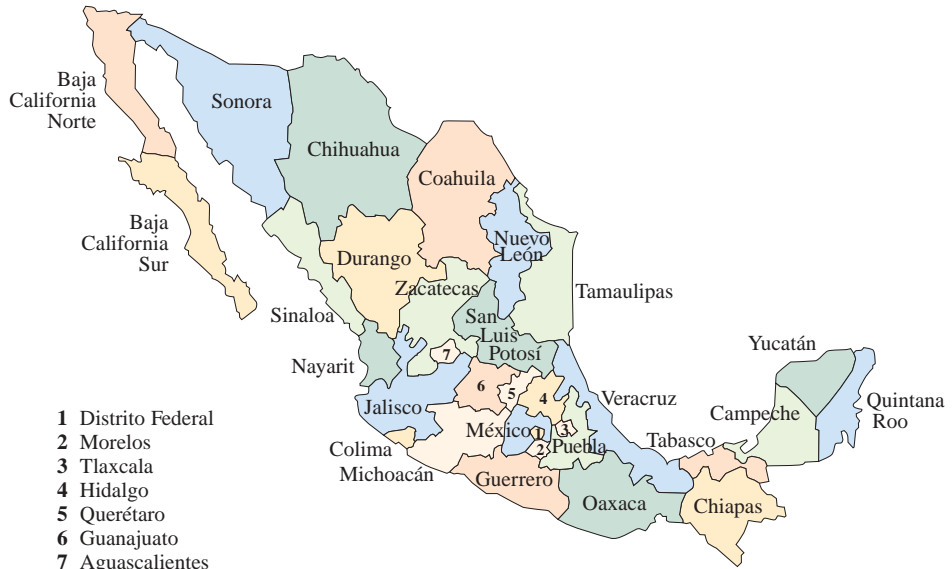 Baja
California
Norte
Sonora
Chihuahua
Coahuila
Baja
California
Sur
Nuevo
León
Durango
Zacatecas
Tamaulipas
Sinaloa
San
Luis
Potosí
Nayarit
7
Yucatán
6
5
4
Jalisco
Veracruz
Campeche
Quintana
Roo
México
1
3
2
Puebla
Tabasco
Colima
Michoacán
Guerrero
Oaxaca
Chiapas
1 Distrito Federal
2 Morelos
3 Tlaxcala
4 Hidalgo
5 Querétaro
6 Guanajuato
7 Aguascalientes